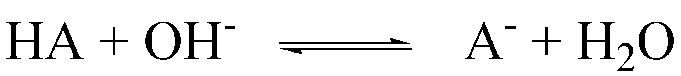 HA + OH⁻ ⇌ A⁻ + H₂O